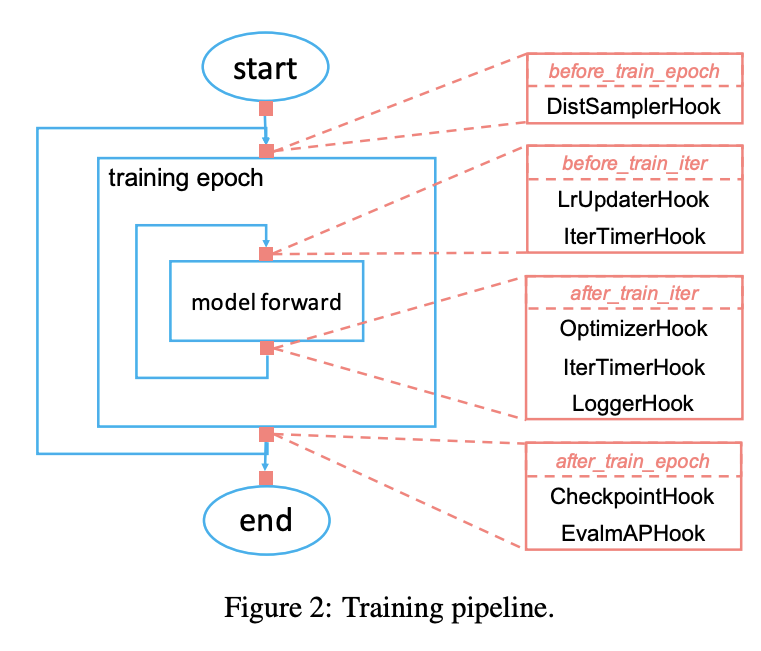 start
training epoch
model forward
end
before_train_epoch
DistSamplerHook
before_train_iter
LrUpdaterHook
IterTimerHook
after_train_iter
OptimizerHook
IterTimerHook
LoggerHook
after_train_epoch
CheckpointHook
EvalmAPHook
Figure 2: Training pipeline.